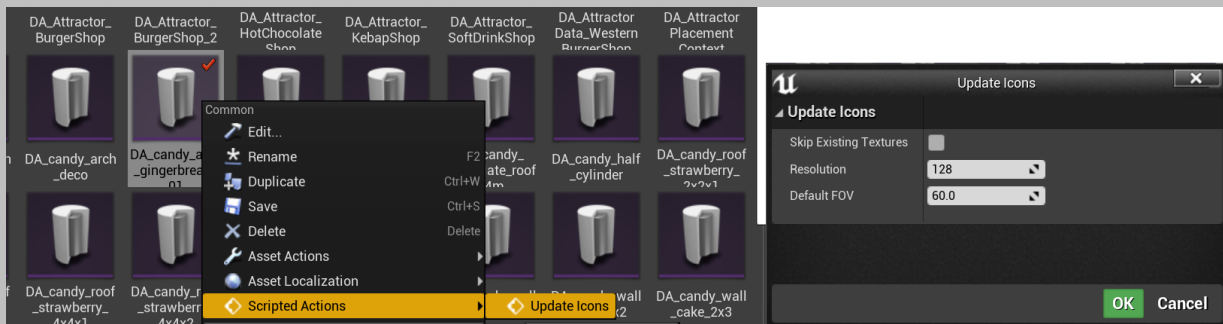 DA_Attractor_
BurgerShop
DA_Attractor_
BurgerShop_2
DA_Attractor_
HotChocolate
Shop
DA_Attractor_
KebapShop
DA_Attractor_
SoftDrinkShop
DA_Attractor
Data_Western
BurgerShop
DA_Attractor
Placement
Context
DA_candy_arch
_deco
DA_candy_a
_gingerbrea
01
candy_
ate_roof
4m
DA_candy_half
_cylinder
DA_candy_roof
_strawberry_
2x2x1
Common
Edit...
Rename F2
Duplicate Ctrl+W
Save Ctrl+S
Delete Delete
Asset Actions
Asset Localization
Scripted Actions
Update Icons
DA_candy_roof
_strawberry_
4x4x1
DA_candy_r
_strawberr
4x4x2
wall
x2
DA_candy_wall
_cake_2x3
Update Icons
Update Icons
Skip Existing Textures
Resolution 128
Default FOV 60.0
OK Cancel